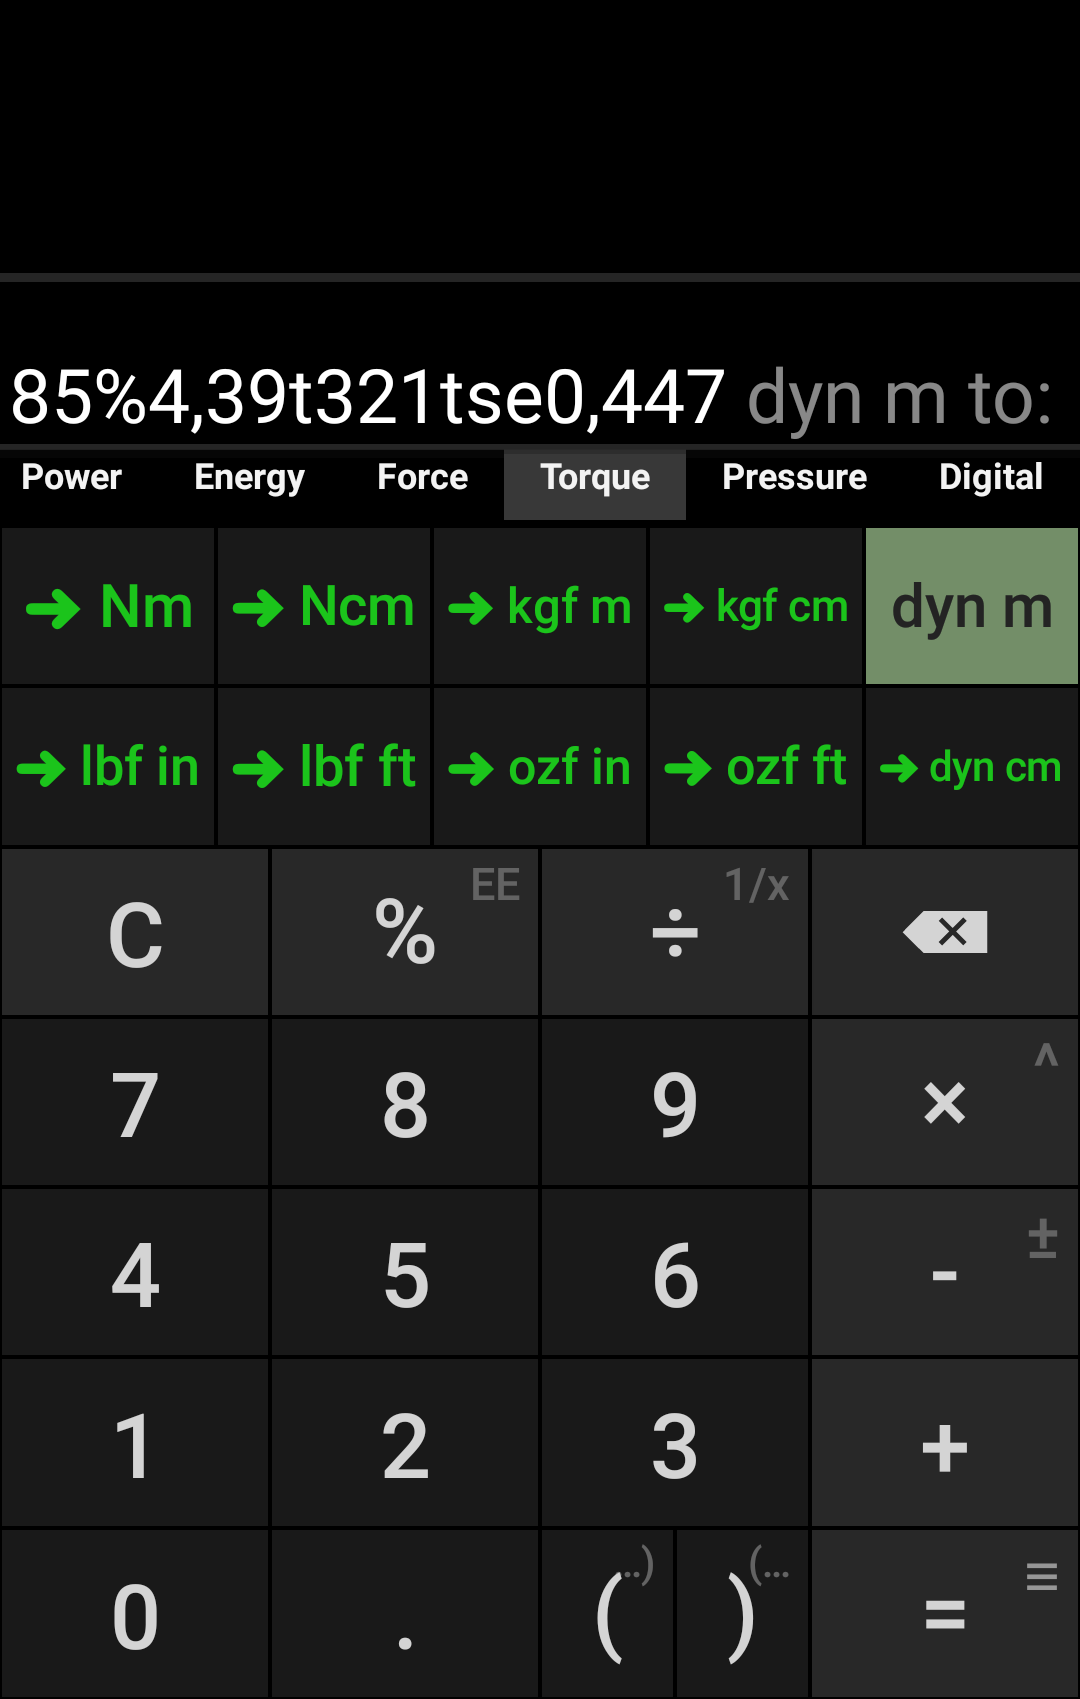 85%4,39t321tse0,447 dyn m to:
Power Energy Force Torque Pressure Digital
→ Nm → Ncm → kgf m → kgf cm dyn m
→ lbf in → lbf ft → ozf in → ozf ft → dyn cm
C % EE ÷ 1/x
7 8 9 × ^
4 5 6 - ±
1 2 3 +
0 . ( ..) ) (... = ≡